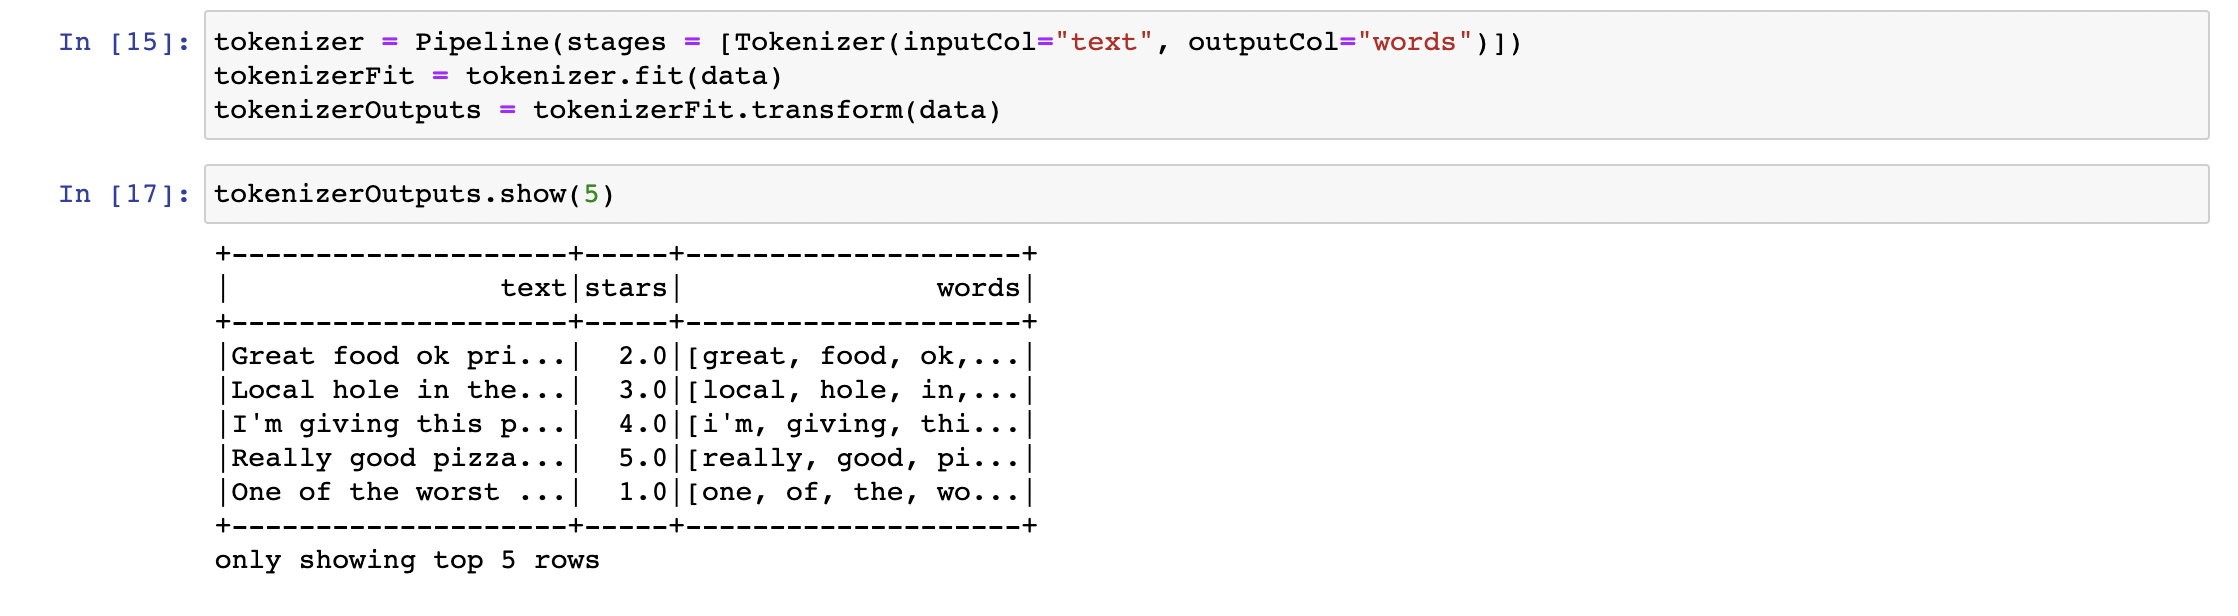 In [15]: tokenizer = Pipeline(stages = [Tokenizer(inputCol="text", outputCol="words")])
tokenizerFit = tokenizer.fit(data)
tokenizerOutputs = tokenizerFit.transform(data)
In [17]: tokenizerOutputs.show(5)
+--------------------+-----+--------------------+
|                text|stars|               words|
+--------------------+-----+--------------------+
|Great food ok pri...|  2.0|[great, food, ok,...|
|Local hole in the...|  3.0|[local, hole, in,...|
|I'm giving this p...|  4.0|[i'm, giving, thi...|
|Really good pizza...|  5.0|[really, good, pi...|
|One of the worst ...|  1.0|[one, of, the, wo...|
+--------------------+-----+--------------------+
only showing top 5 rows